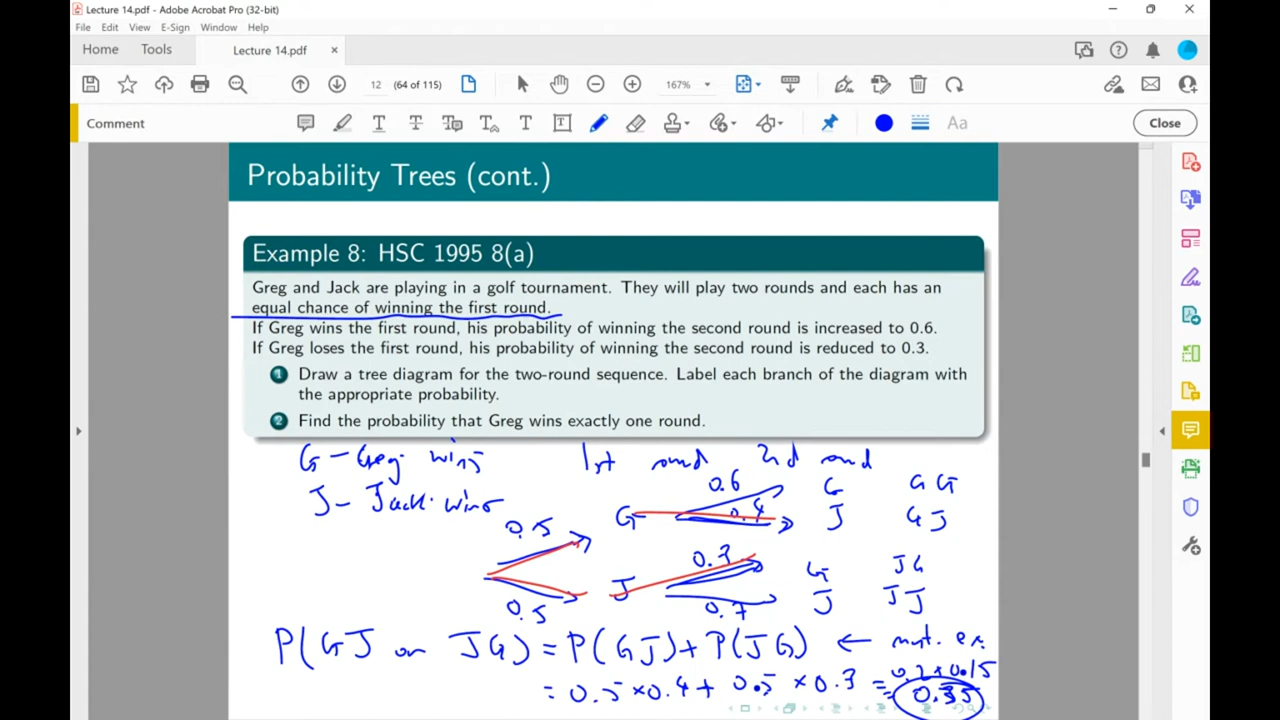 Lecture 14.pdf - Adobe Acrobat Pro (32-bit)
File Edit View E-Sign Window Help
Home Tools Lecture 14.pdf ×
12 (64 of 115) 167%
Comment Close
Probability Trees (cont.)
Example 8: HSC 1995 8(a)
Greg and Jack are playing in a golf tournament. They will play two rounds and each has an
equal chance of winning the first round.
If Greg wins the first round, his probability of winning the second round is increased to 0.6.
If Greg loses the first round, his probability of winning the second round is reduced to 0.3.
1 Draw a tree diagram for the two-round sequence. Label each branch of the diagram with
the appropriate probability.
2 Find the probability that Greg wins exactly one round.
G - Greg wins 1st round 2nd round
J - Jack wins
0.6 G GG
0.5 G 0.4 J GJ
0.3 G JG
0.5 J 0.7 J JJ
P(GJ or JG) = P(GJ) + P(JG) ← mut. ex.
= 0.5 × 0.4 + 0.5 × 0.3 =
0.35